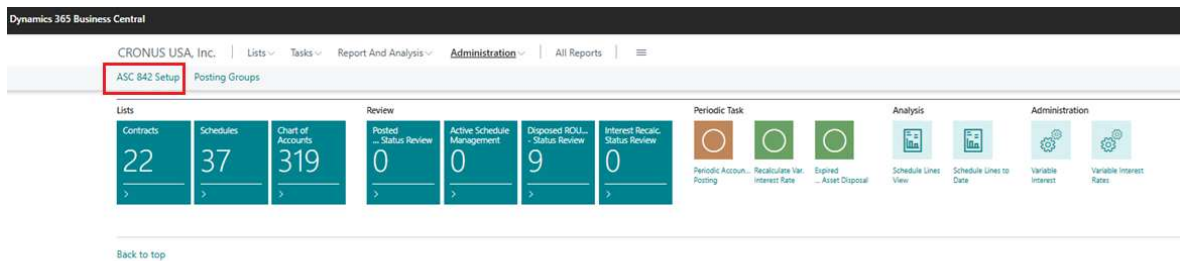 Dynamics 365 Business Central
CRONUS USA, Inc. | Lists Tasks Report And Analysis Administration | All Reports |
ASC 842 Setup Posting Groups
Lists
Contracts
22
Schedules
37
Chart of
Accounts
319
Review
Posted
... Status Review
0
Active Schedule
Management
0
Disposed ROU...
- Status Review
9
Interest Recalc.
Status Review
0
Periodic Task
Periodic Accoun...
Posting
Recalculate Var.
Interest Rate
Expired
... Asset Disposal
Analysis
Schedule Lines
View
Schedule Lines to
Date
Administration
Variable
Interest
Variable Interest
Rates
Back to top